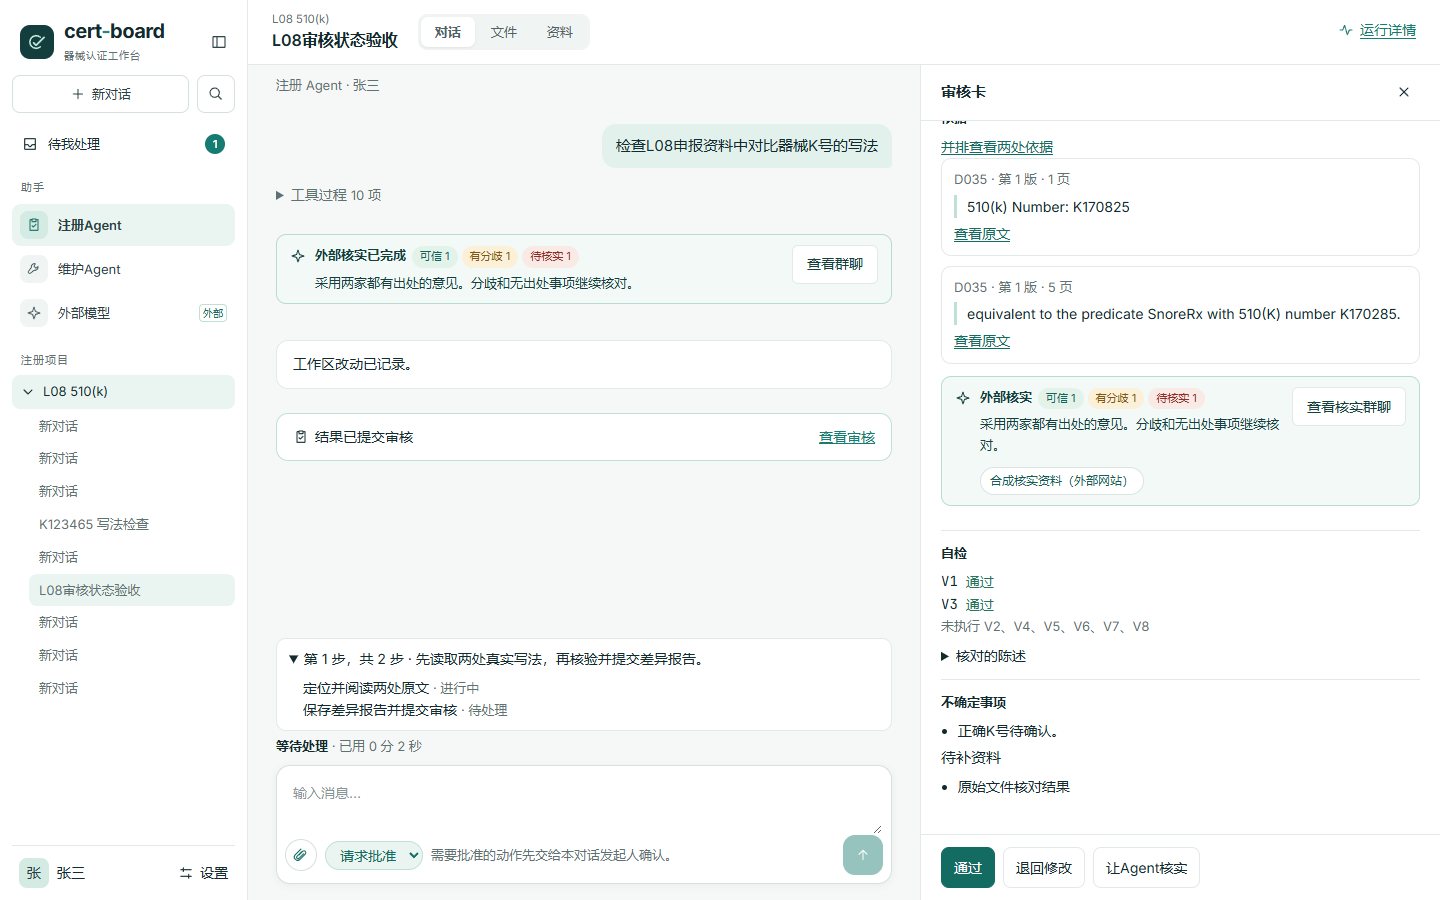 cert-board
器械认证工作台
新对话
待我处理
1
助手
注册Agent
维护Agent
外部模型
外部
注册项目
L08 510(k)
新对话
新对话
新对话
K123465 写法检查
新对话
L08审核状态验收
新对话
新对话
新对话
张
张三
设置
L08 510(k)
L08审核状态验收
对话
文件
资料
运行详情
注册 Agent · 张三
检查L08申报资料中对比器械K号的写法
工具过程 10 项
外部核实已完成 可信 1 有分歧 1 待核实 1
采用两家都有出处的意见。分歧和无出处事项继续核对。
查看群聊
工作区改动已记录。
结果已提交审核
查看审核
第 1 步，共 2 步 · 先读取两处真实写法，再核验并提交差异报告。
定位并阅读两处原文 · 进行中
保存差异报告并提交审核 · 待处理
等待处理 · 已用 0 分 2 秒
输入消息...
请求批准
需要批准的动作先交给本对话发起人确认。
审核卡
并排查看两处依据
D035 · 第 1 版 · 1 页
510(k) Number: K170825
查看原文
D035 · 第 1 版 · 5 页
equivalent to the predicate SnoreRx with 510(K) number K170285.
查看原文
外部核实 可信 1 有分歧 1 待核实 1
采用两家都有出处的意见。分歧和无出处事项继续核
对。
查看核实群聊
合成核实资料（外部网站）
自检
V1 通过
V3 通过
未执行 V2、V4、V5、V6、V7、V8
核对的陈述
不确定事项
正确K号待确认。
待补资料
原始文件核对结果
通过
退回修改
让Agent核实